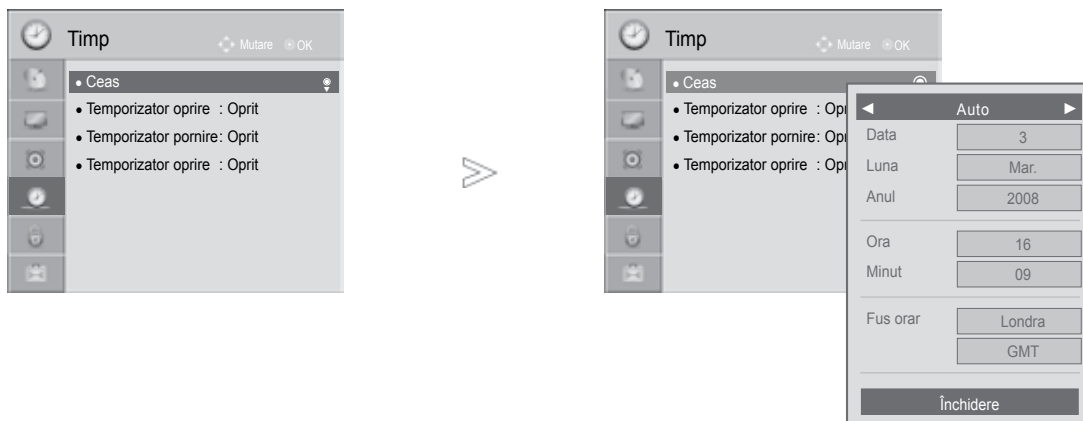 Timp
Mutare OK
• Ceas
• Temporizator oprire : Oprit
• Temporizator pornire: Oprit
• Temporizator oprire : Oprit
Timp
Mutare OK
• Ceas
• Temporizator oprire : Opr
• Temporizator pornire: Opr
• Temporizator oprire : Opr
◄ Auto ►
Data 3
Luna Mar.
Anul 2008
Ora 16
Minut 09
Fus orar Londra
GMT
Închidere